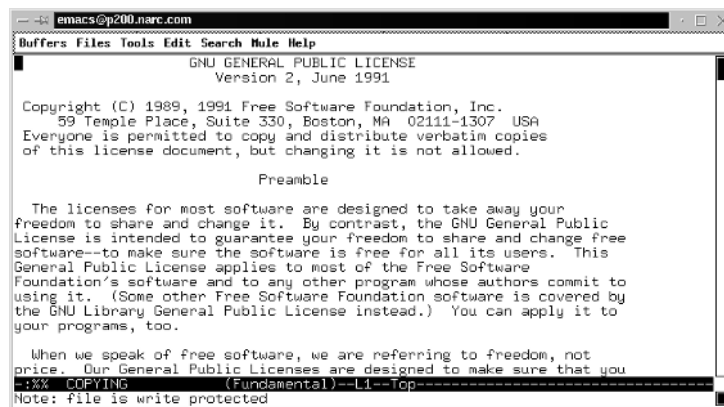 emacs@p200.narc.com
Buffers Files Tools Edit Search Mule Help
GNU GENERAL PUBLIC LICENSE
Version 2, June 1991
Copyright (C) 1989, 1991 Free Software Foundation, Inc.
59 Temple Place, Suite 330, Boston, MA  02111-1307  USA
Everyone is permitted to copy and distribute verbatim copies
of this license document, but changing it is not allowed.
Preamble
The licenses for most software are designed to take away your
freedom to share and change it.  By contrast, the GNU General Public
License is intended to guarantee your freedom to share and change free
software--to make sure the software is free for all its users.  This
General Public License applies to most of the Free Software
Foundation's software and to any other program whose authors commit to
using it.  (Some other Free Software Foundation software is covered by
the GNU Library General Public License instead.)  You can apply it to
your programs, too.
When we speak of free software, we are referring to freedom, not
price.  Our General Public Licenses are designed to make sure that you
-:%%  COPYING           (Fundamental)--L1--Top----------------------------------
Note: file is write protected